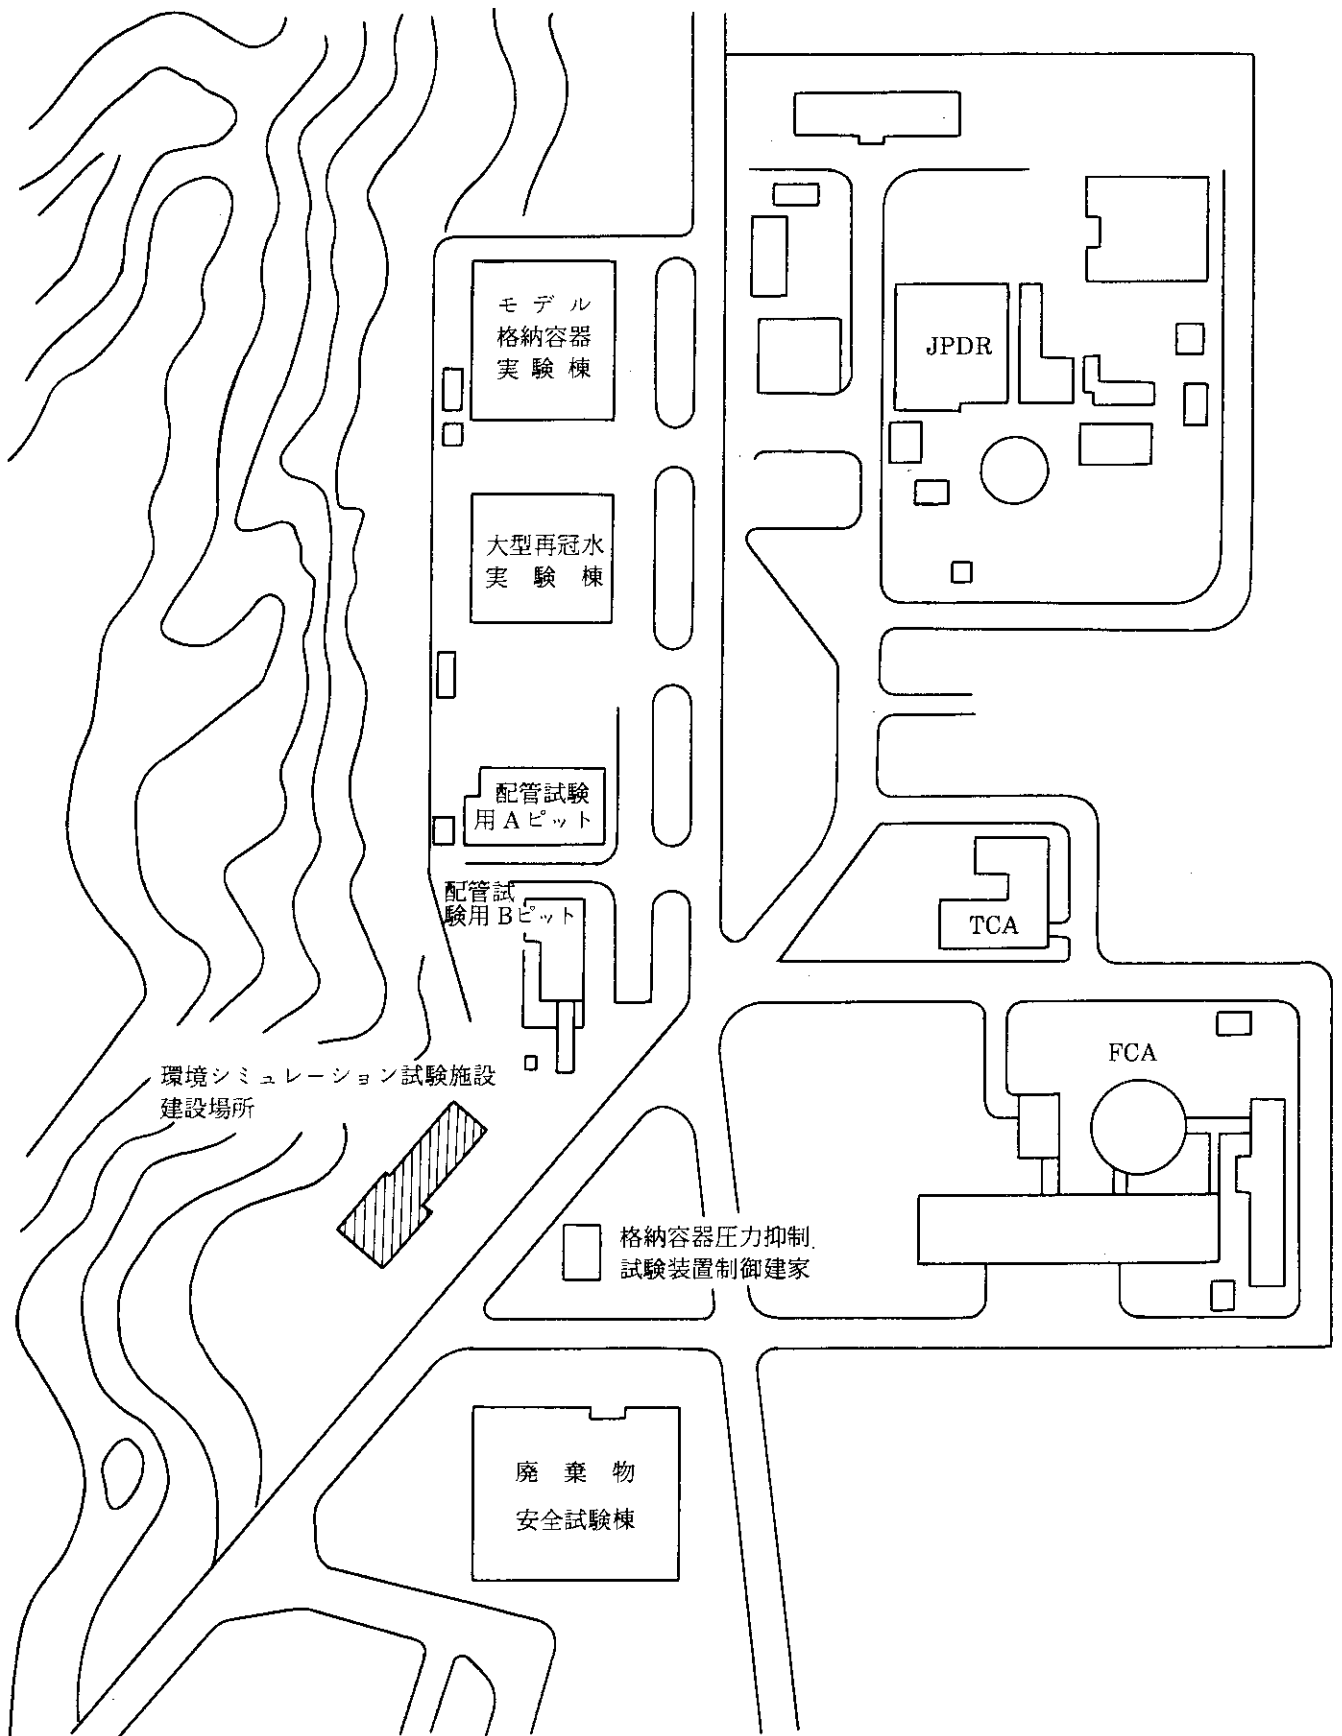 モデル
格納容器
実験棟
JPDR
大型再冠水
実験棟
配管試験
用Aピット
配管試
験用Bピット
TCA
FCA
環境シミュレーション試験施設
建設場所
格納容器圧力抑制
試験装置制御建家
廃棄物
安全試験棟